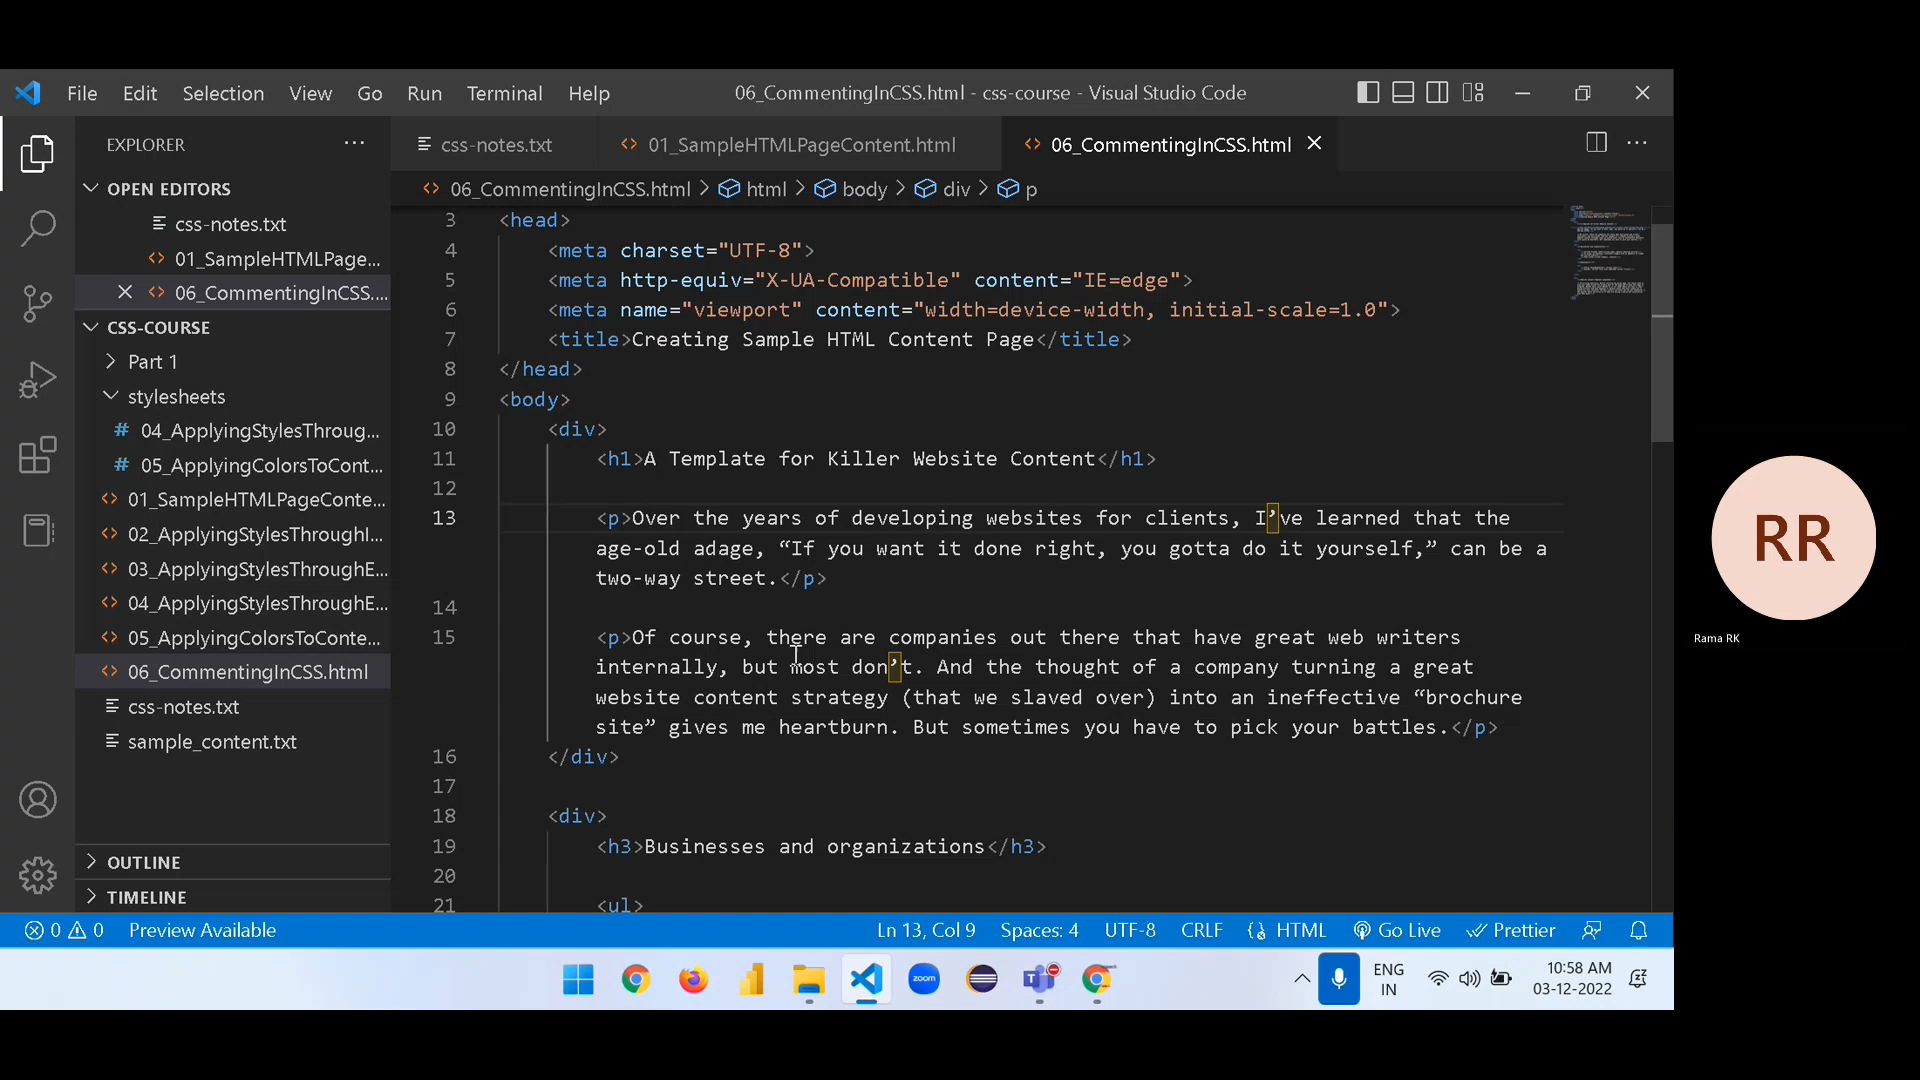 File Edit Selection View Go Run Terminal Help 06_CommentingInCSS.html - css-course - Visual Studio Code
EXPLORER
css-notes.txt 01_SampleHTMLPageContent.html 06_CommentingInCSS.html
OPEN EDITORS
css-notes.txt
01_SampleHTMLPage...
06_CommentingInCSS....
CSS-COURSE
Part 1
stylesheets
04_ApplyingStylesThroug...
05_ApplyingColorsToCont...
01_SampleHTMLPageConte...
02_ApplyingStylesThroughI...
03_ApplyingStylesThroughE...
04_ApplyingStylesThroughE...
05_ApplyingColorsToConte...
06_CommentingInCSS.html
css-notes.txt
sample_content.txt
OUTLINE
TIMELINE
06_CommentingInCSS.html > html > body > div > p
3 <head>
4 <meta charset="UTF-8">
5 <meta http-equiv="X-UA-Compatible" content="IE=edge">
6 <meta name="viewport" content="width=device-width, initial-scale=1.0">
7 <title>Creating Sample HTML Content Page</title>
8 </head>
9 <body>
10 <div>
11 <h1>A Template for Killer Website Content</h1>
12
13 <p>Over the years of developing websites for clients, I’ve learned that the
age-old adage, “If you want it done right, you gotta do it yourself,” can be a
two-way street.</p>
14
15 <p>Of course, there are companies out there that have great web writers
internally, but most don’t. And the thought of a company turning a great
website content strategy (that we slaved over) into an ineffective “brochure
site” gives me heartburn. But sometimes you have to pick your battles.</p>
16 </div>
17
18 <div>
19 <h3>Businesses and organizations</h3>
20
21 <ul>
0 0 Preview Available Ln 13, Col 9 Spaces: 4 UTF-8 CRLF HTML Go Live Prettier
zoom
ENG
IN
10:58 AM
03-12-2022
RR
Rama RK